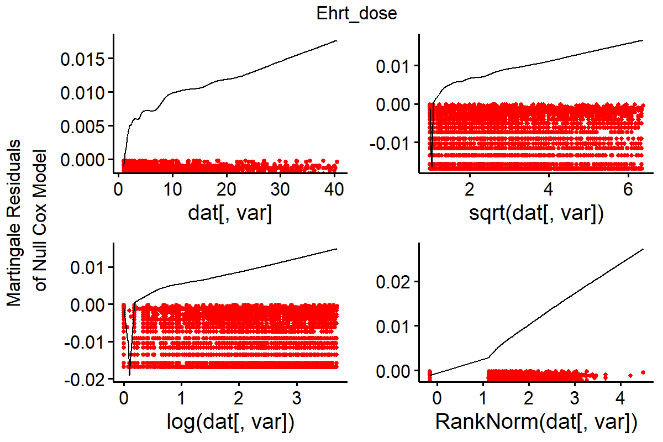 Ehrt_dose
Martingale Residuals
of Null Cox Model
0.015
0.010
0.005
0.000
0 10 20 30 40
dat[, var]
0.01
0.00
-0.01
2 4 6
sqrt(dat[, var])
0.01
0.00
-0.01
-0.02
0 1 2 3
log(dat[, var])
0.02
0.01
0.00
0 1 2 3 4
RankNorm(dat[, var])